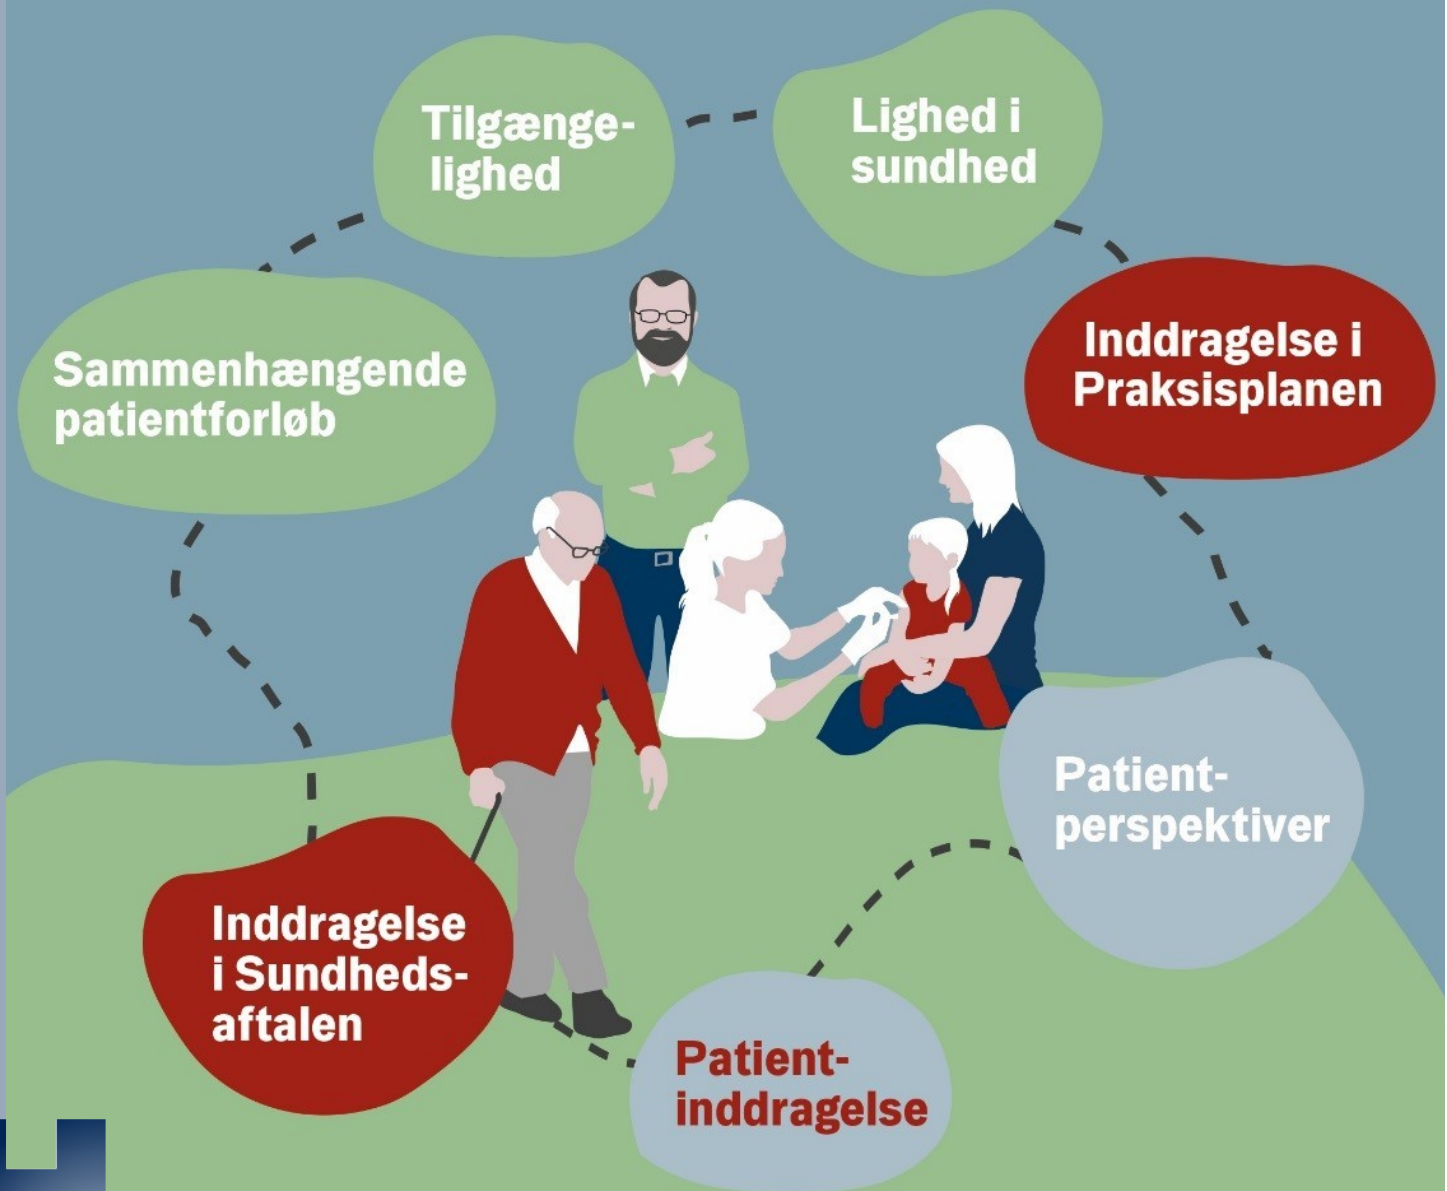 Tilgænge-
lighed
Lighed i
sundhed
Sammenhængende
patientforløb
Inddragelse i
Praksisplanen
Patient-
perspektiver
Inddragelse
i Sundheds-
aftalen
Patient-
inddragelse